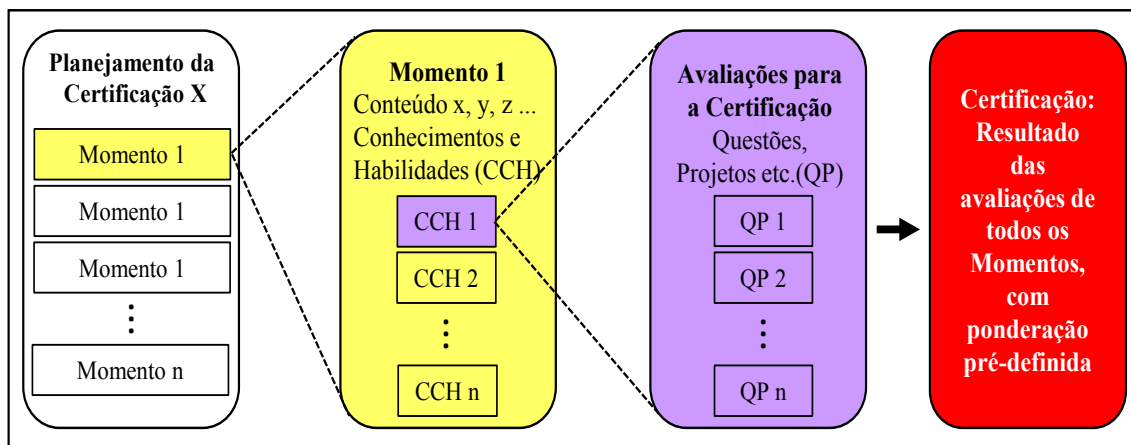 Planejamento da
Certificação X
Momento 1
Momento 1
Momento 1
Momento n
Momento 1
Conteúdo x, y, z ...
Conhecimentos e
Habilidades (CCH)
CCH 1
CCH 2
CCH n
Avaliações para
a Certificação
Questões,
Projetos etc.(QP)
QP 1
QP 2
QP n
Certificação:
Resultado
das
avaliações de
todos os
Momentos,
com
ponderação
pré-definida